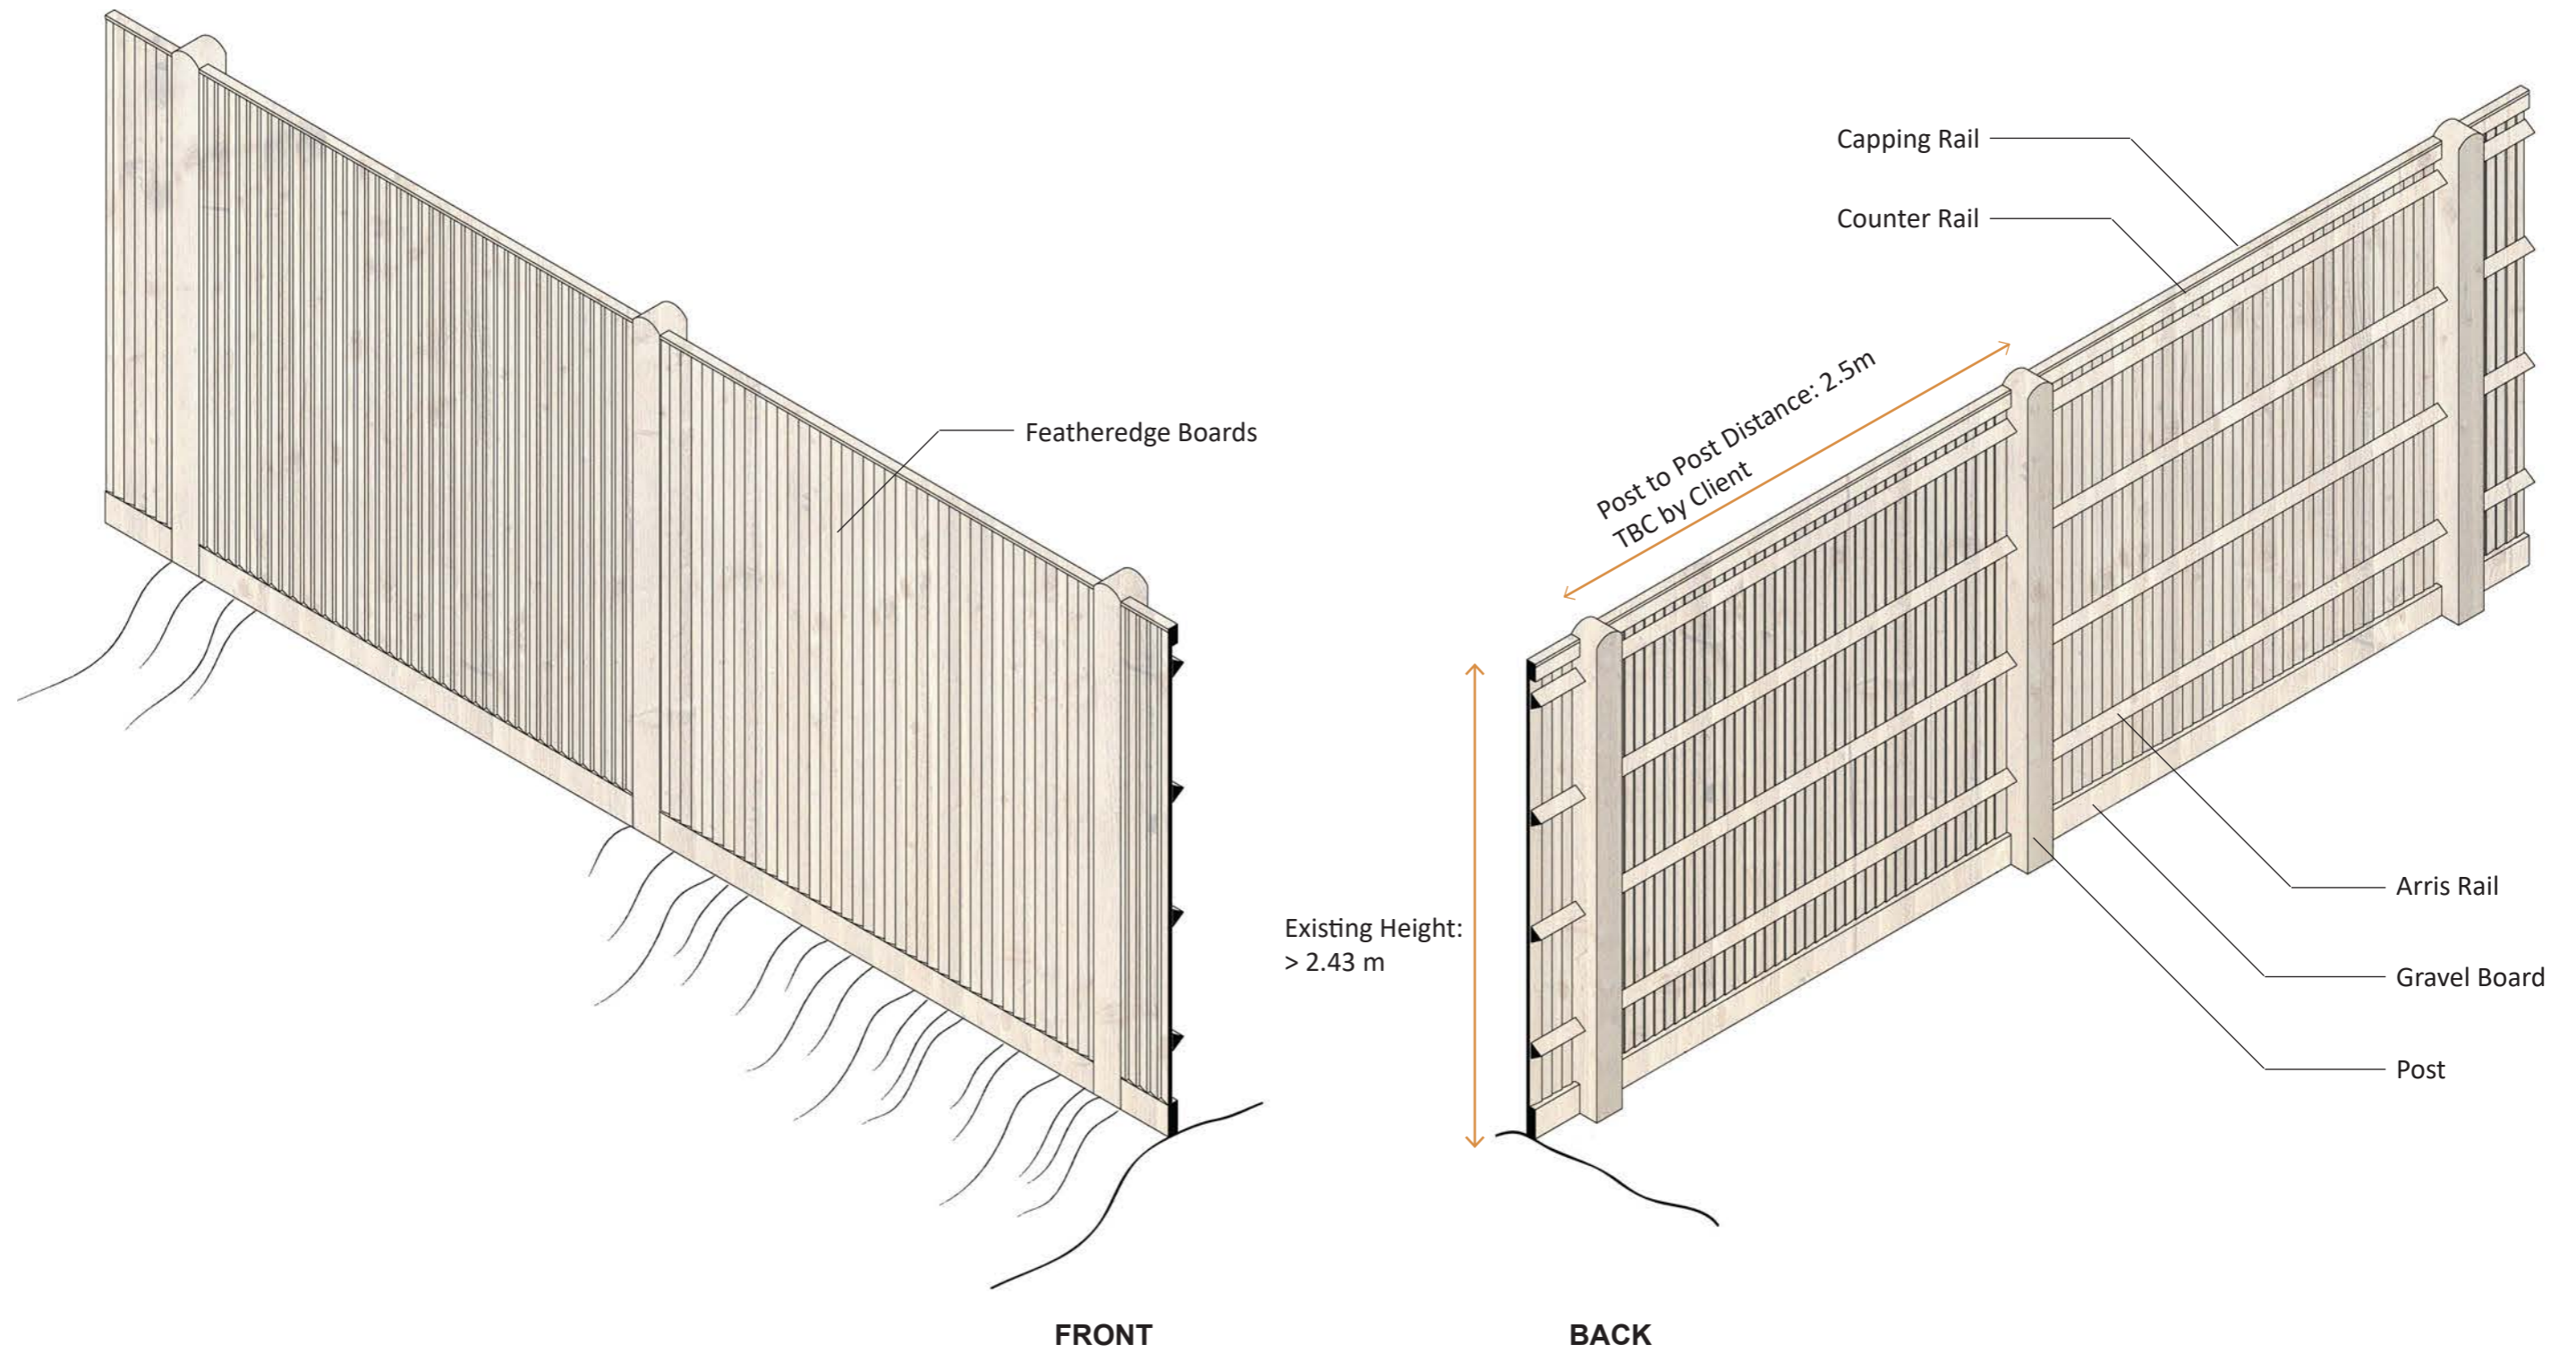 Capping Rail
Counter Rail
Post to Post Distance: 2.5m
TBC by Client
Featheredge Boards
Existing Height:
> 2.43 m
Arris Rail
Gravel Board
Post
FRONT
BACK